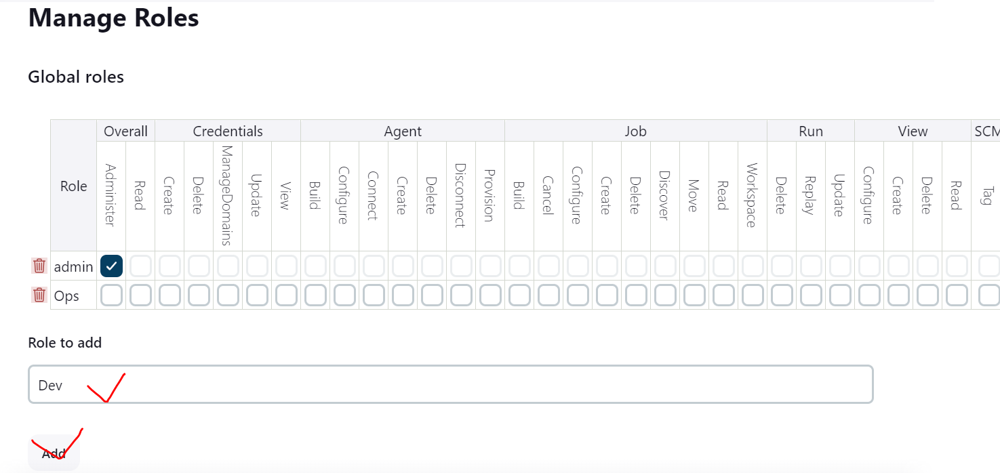 Manage Roles
Global roles
Role Overall Credentials Agent Job Run View SCM
Administer Read Create Delete ManageDomains Update View Build Configure Connect Create Delete Disconnect Provision Build Cancel Configure Create Delete Discover Move Read Workspace Delete Replay Update Configure Create Delete Read Tag
admin
Ops
Role to add
Dev
Add